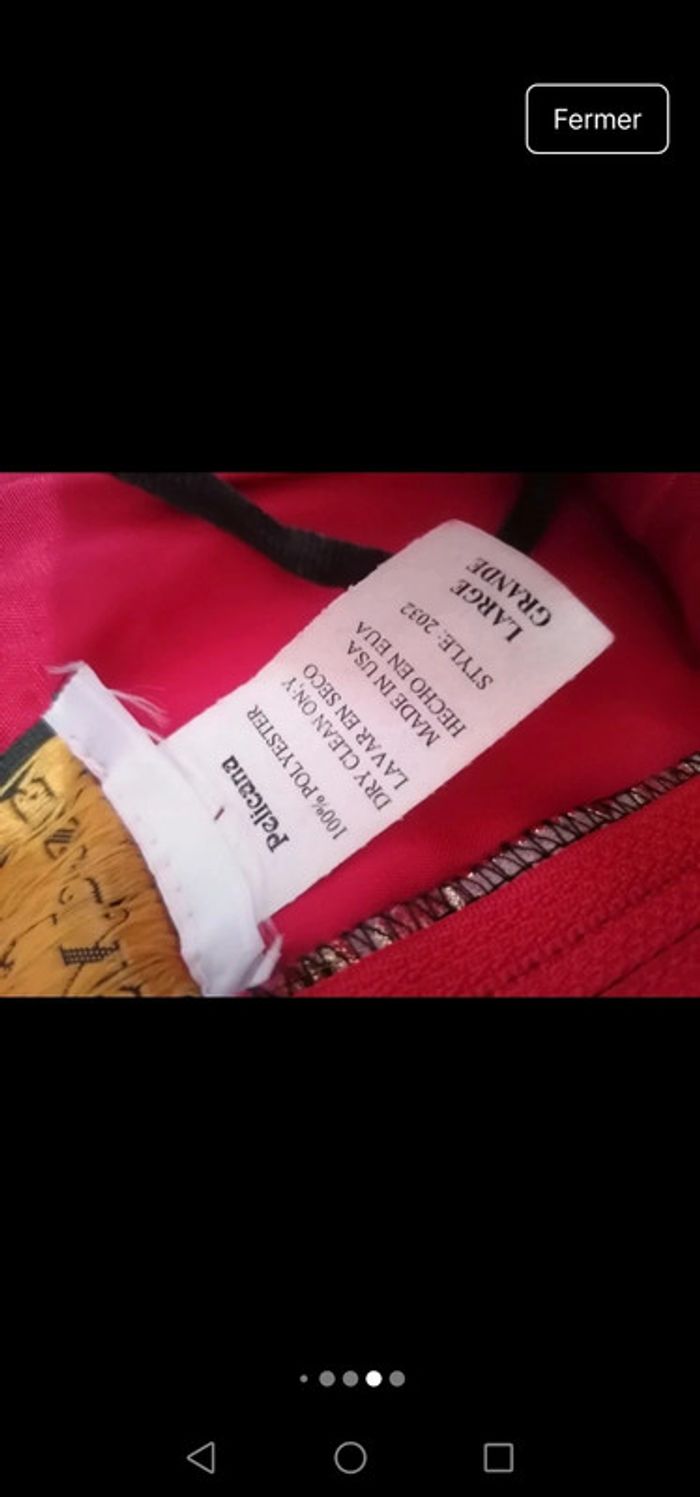 Fermer
Pelicana
100% POLYESTER
DRY CLEAN ON;Y
LAVAR EN SECO
MADE IN USA
HECHO EN EUA
STYLE: 2032
LARGE
GRANDE